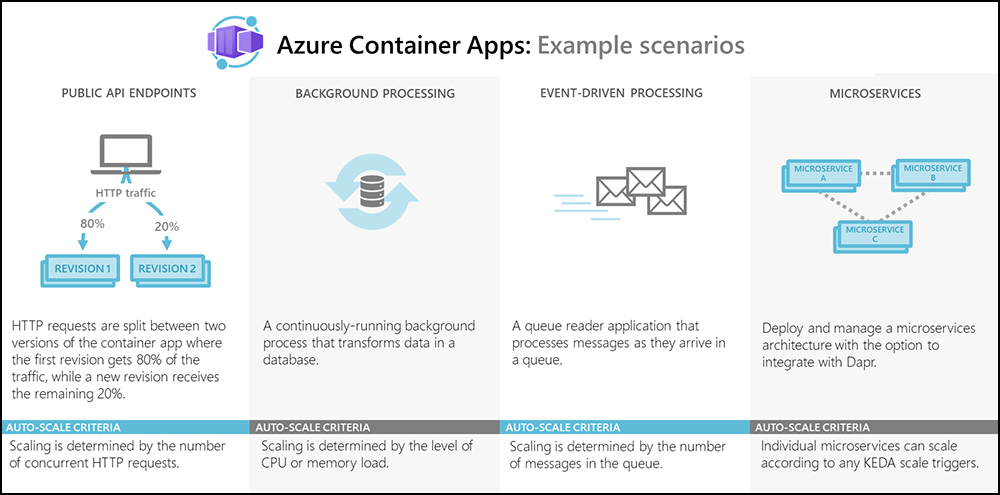 Azure Container Apps: Example scenarios
PUBLIC API ENDPOINTS
HTTP traffic
80%
20%
REVISION 1
REVISION 2
HTTP requests are split between two
versions of the container app where
the first revision gets 80% of the
traffic, while a new revision receives
the remaining 20%.
AUTO-SCALE CRITERIA
Scaling is determined by the number
of concurrent HTTP requests.
BACKGROUND PROCESSING
A continuously-running background
process that transforms data in a
database.
AUTO-SCALE CRITERIA
Scaling is determined by the level of
CPU or memory load.
EVENT-DRIVEN PROCESSING
A queue reader application that
processes messages as they arrive in
a queue.
AUTO-SCALE CRITERIA
Scaling is determined by the number
of messages in the queue.
MICROSERVICES
MICROSERVICE
A
MICROSERVICE
B
MICROSERVICE
C
Deploy and manage a microservices
architecture with the option to
integrate with Dapr.
AUTO-SCALE CRITERIA
Individual microservices can scale
according to any KEDA scale triggers.